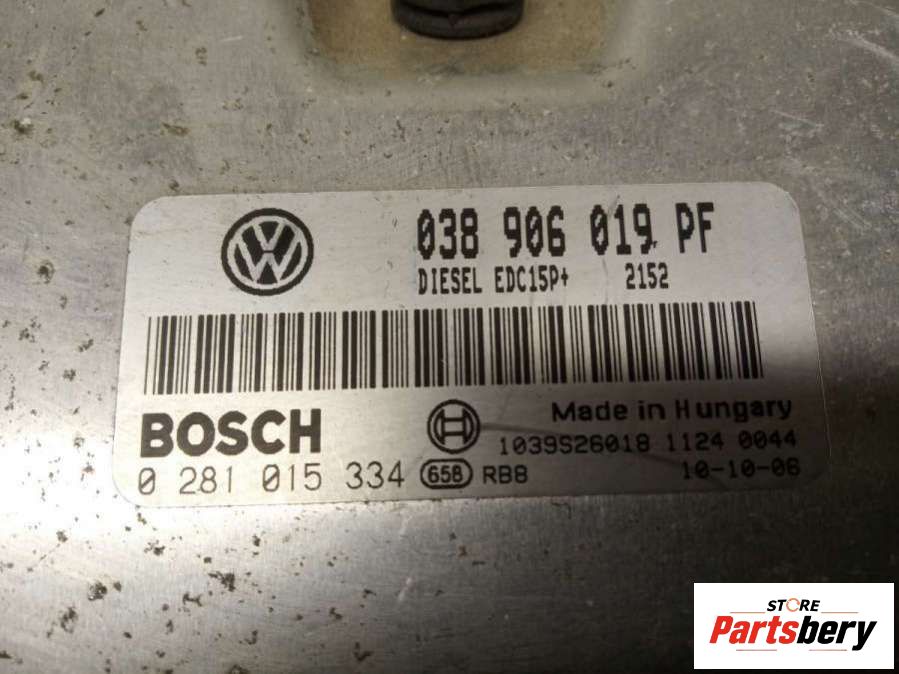 038 906 019 PF
DIESEL EDC15P+ 2152
BOSCH
Made in Hungary
1039S26018 1124 0044
0 281 015 334 658 RB8 10-10-06
STORE
Partsbery